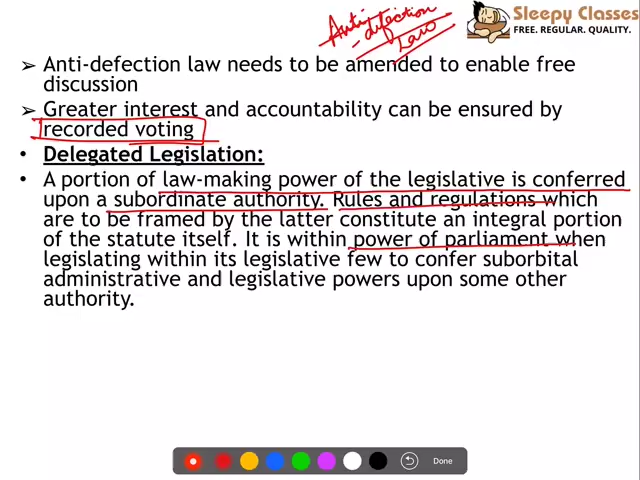 Anti
-defection
Law
Sleepy Classes
FREE. REGULAR. QUALITY.
➢ Anti-defection law needs to be amended to enable free
discussion
➢ Greater interest and accountability can be ensured by
recorded voting
• Delegated Legislation:
• A portion of law-making power of the legislative is conferred
upon a subordinate authority. Rules and regulations which
are to be framed by the latter constitute an integral portion
of the statute itself. It is within power of parliament when
legislating within its legislative few to confer suborbital
administrative and legislative powers upon some other
authority.
Done